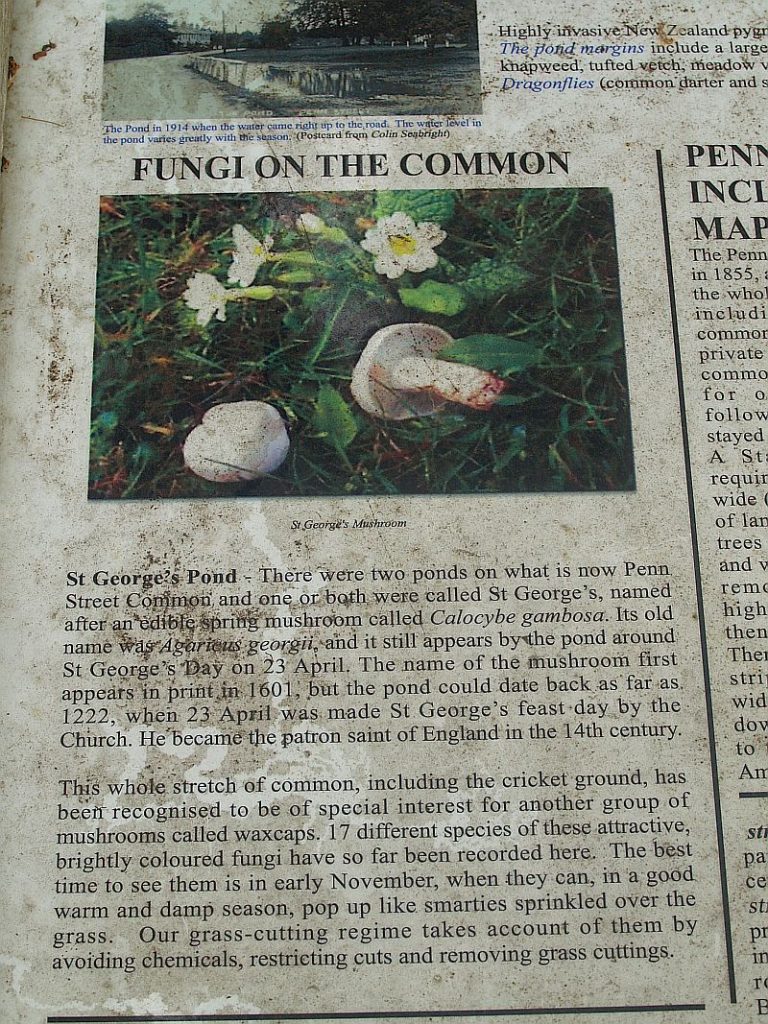 Highly invasive New Zealand
The pond margins include a large
knapweed, tufted vetch, meadow
Dragonflies (common darter and
The Pond in 1914 when the water came right up to the road. The water level in
the pond varies greatly with the season. (Postcard from Colin Seabright)
FUNGI ON THE COMMON
St George's Mushroom
St George's Pond - There were two ponds on what is now Penn
Street Common and one or both were called St George's, named
after an edible spring mushroom called Calocybe gambosa. Its old
name was Agaricus georgii, and it still appears by the pond around
St George's Day on 23 April. The name of the mushroom first
appears in print in 1601, but the pond could date back as far as
1222, when 23 April was made St George's feast day by the
Church. He became the patron saint of England in the 14th century.
This whole stretch of common, including the cricket ground, has
been recognised to be of special interest for another group of
mushrooms called waxcaps. 17 different species of these attractive,
brightly coloured fungi have so far been recorded here. The best
time to see them is in early November, when they can, in a good
warm and damp season, pop up like smarties sprinkled over the
grass. Our grass-cutting regime takes account of them by
avoiding chemicals, restricting cuts and removing grass cuttings.
PENN
INCL
MAP
The Penn
in 1855,
the whol
includi
common
private
commo
for o
follow
stayed
A Sta
requir
wide (
of lan
trees
and w
remo
high
then
Ther
stri
wid
dow
to
Am